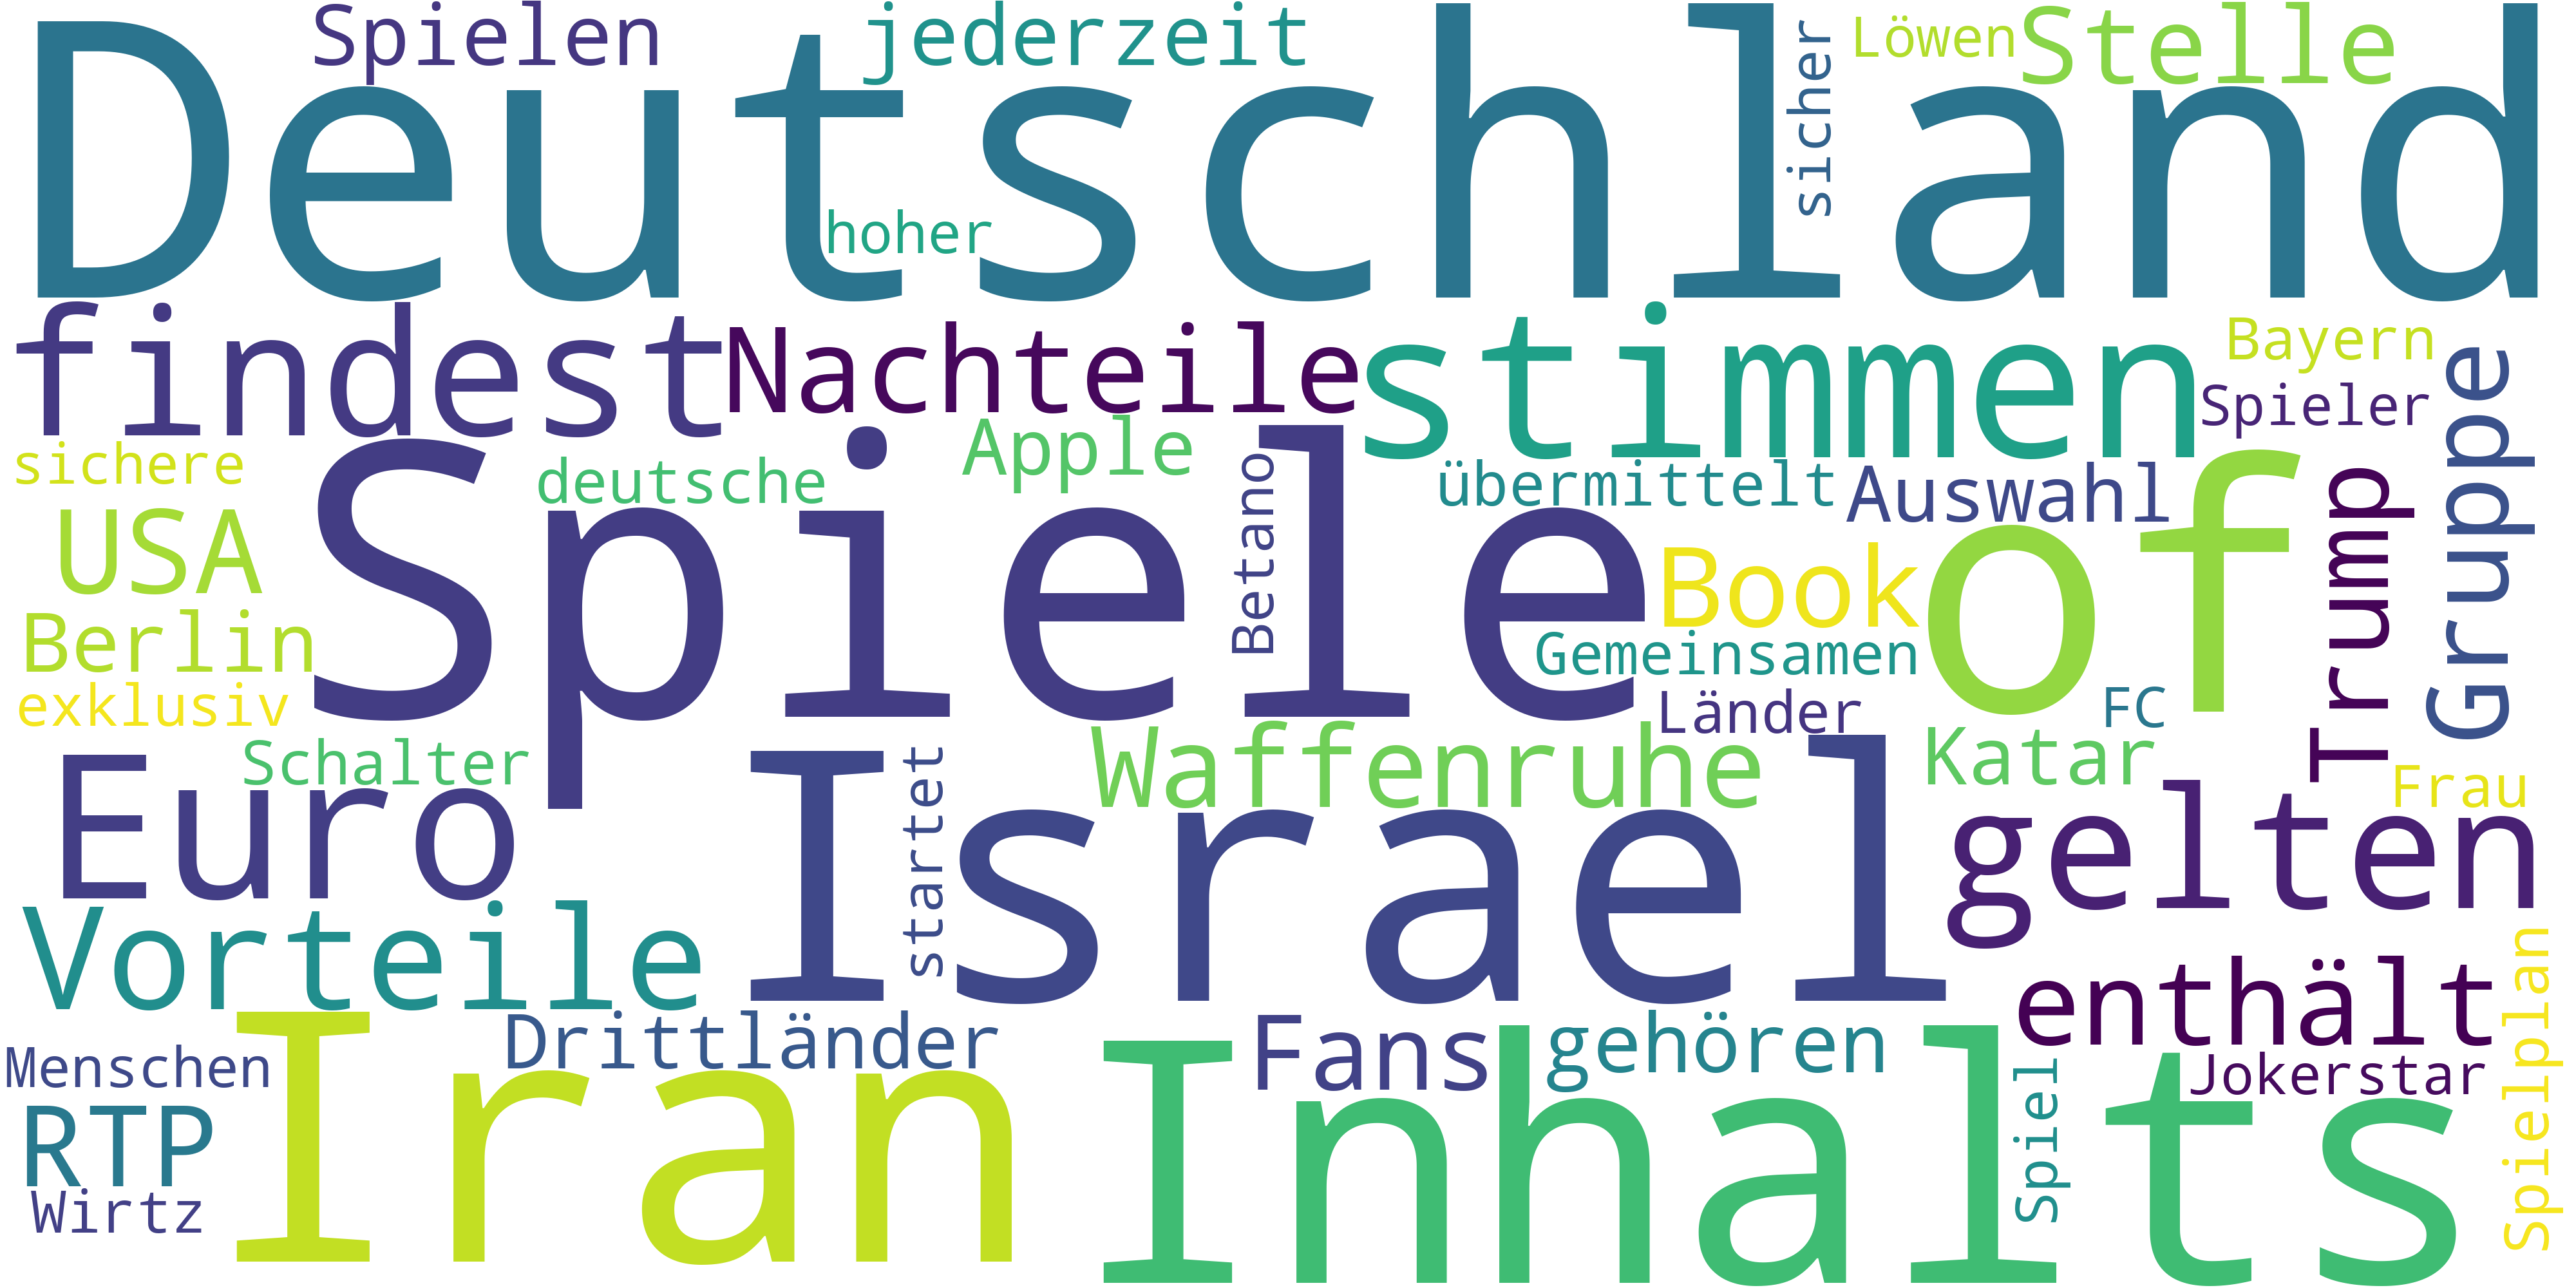 Deutschland
Spielen
jederzeit
sicher
Löwen
Stelle
hoher
findest
Nachteile
stimmen
Bayern
Spieler
Gruppe
sichere
deutsche
Apple
Betano
übermittelt
Auswahl
Trump
USA
Spiele
Book
of
Berlin
Gemeinsamen
exklusiv
Länder
FC
Schalter
Waffenruhe
Katar
Frau
Euro
startet
Israel
gelten
Vorteile
enthält
Spielplan
Menschen
Drittländer
Fans
gehören
Jokerstar
RTP
Iran
Inhalts
Spiel
Wirtz